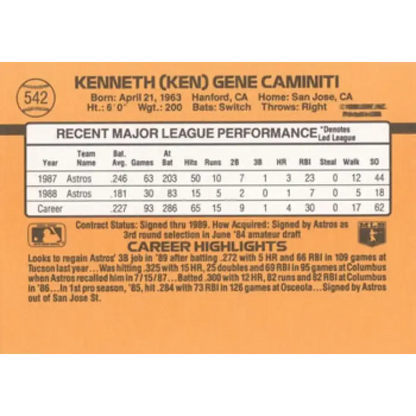 542
KENNETH (KEN) GENE CAMINITI
Born: April 21, 1963 Hanford, CA Home: San Jose, CA
Ht: 6'0" Wgt: 200 Bats: Switch Throws: Right
RECENT MAJOR LEAGUE PERFORMANCE *Denotes Led League
Year Team Name Bat. Avg. Games At Bat Hits Runs 2B 3B HR RBI Steal Walk SO
1987 Astros .246 63 203 50 10 7 1 3 23 0 12 44
1988 Astros .181 30 83 15 5 2 0 1 7 0 5 18
Career .227 93 286 65 15 9 1 4 30 0 17 62
Contract Status: Signed thru 1989. How Acquired: Signed by Astros as
3rd round selection in June '84 amateur draft
CAREER HIGHLIGHTS
Looks to regain Astros' 3B job in '89 after batting .272 with 5 HR and 66 RBI in 109 games at
Tucson last year...Was hitting .325 with 15 HR, 25 doubles and 69 RBI in 95 games at Columbus
when Astros recalled him in 7/15/87...Batted .300 with 12 HR, 82 runs and 82 RBI at Columbus
in '86...In 1st pro season, '85, hit .284 with 73 RBI in 126 games at Osceola...Signed by Astros
out of San Jose St.